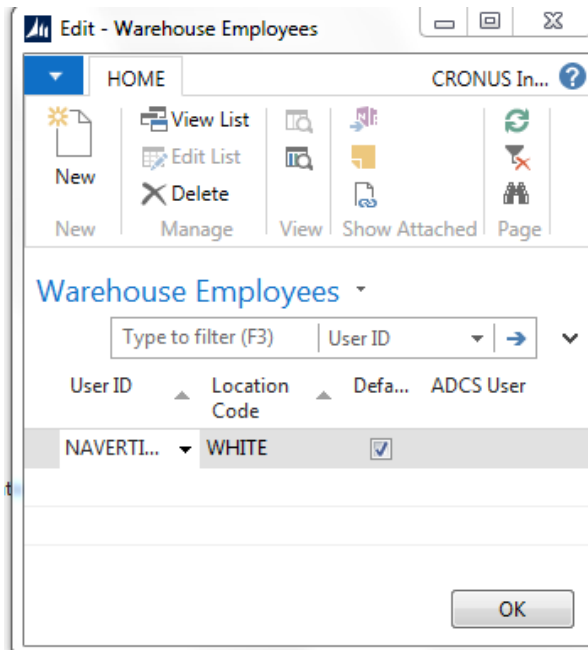 Edit - Warehouse Employees
HOME CRONUS In...
View List
Edit List
New
Delete
New Manage View Show Attached Page
Warehouse Employees
Type to filter (F3) User ID
User ID Location Code Defa... ADCS User
NAVERTI... WHITE
OK